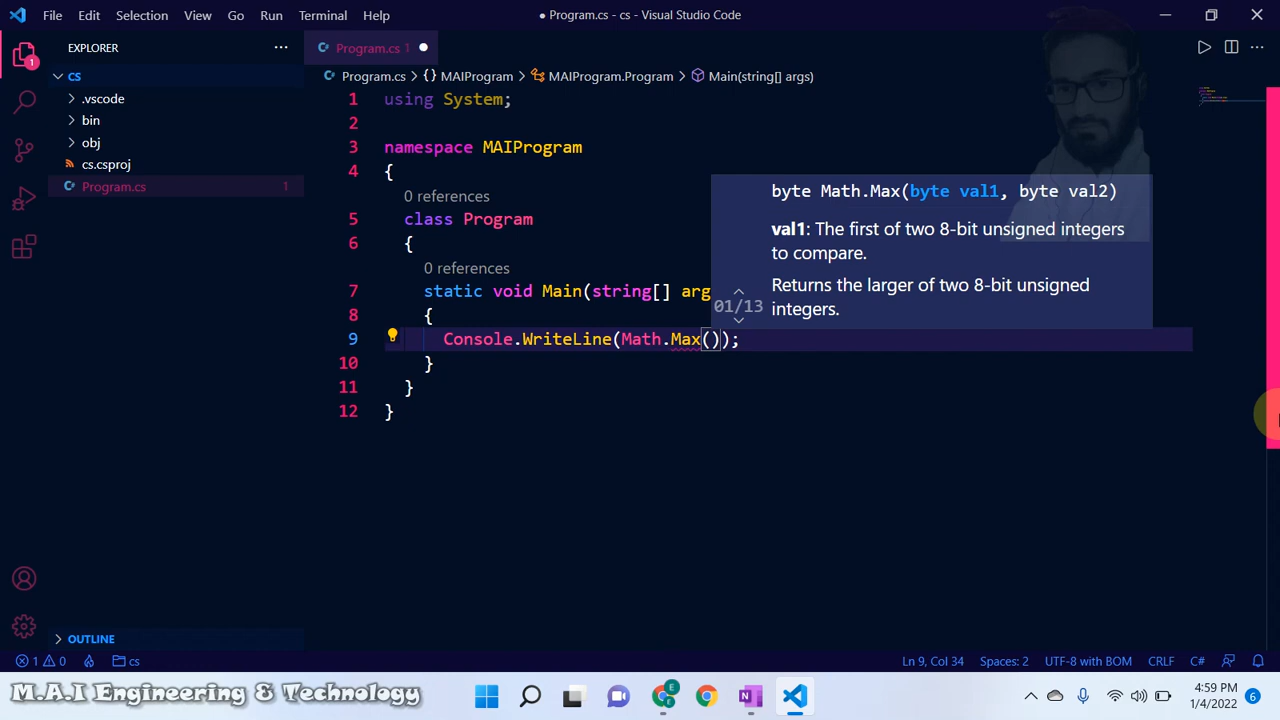 File Edit Selection View Go Run Terminal Help
● Program.cs - cs - Visual Studio Code
EXPLORER
CS
.vscode
bin
obj
cs.csproj
Program.cs 1
OUTLINE
1
Program.cs 1
Program.cs > {} MAIProgram > MAIProgram.Program > Main(string[] args)
1 using System;
2
3 namespace MAIProgram
4 {
0 references
5 class Program
6 {
0 references
7 static void Main(string[] arg
8 {
9 Console.WriteLine(Math.Max());
10 }
11 }
12 }
byte Math.Max(byte val1, byte val2)
val1: The first of two 8-bit unsigned integers
to compare.
01/13
Returns the larger of two 8-bit unsigned
integers.
1 0 cs
Ln 9, Col 34 Spaces: 2 UTF-8 with BOM CRLF C#
M.A.I Engineering & Technology
E
E
4:59 PM
1/4/2022
6